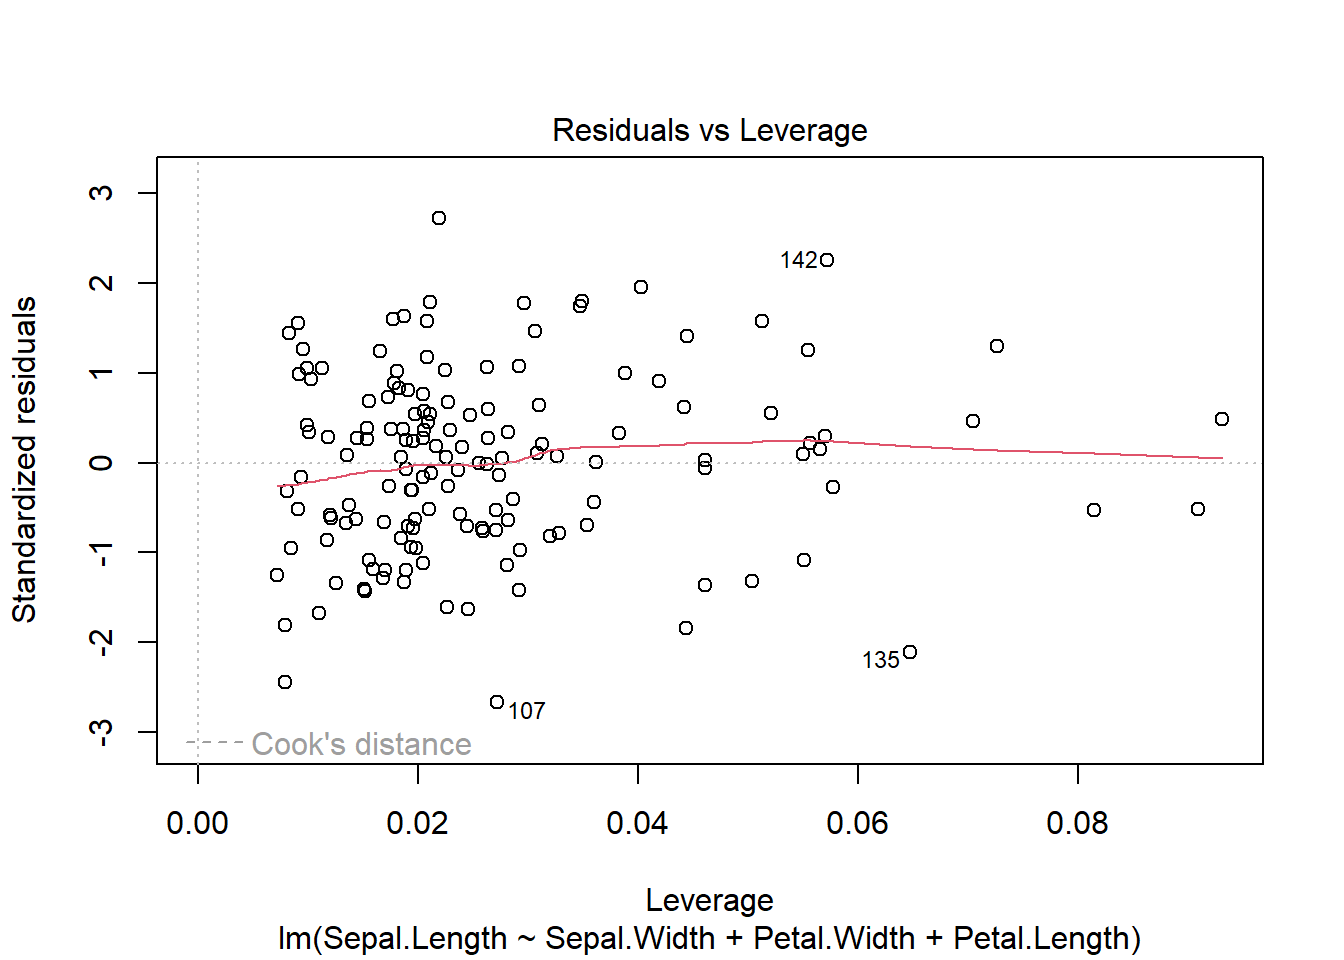 Residuals vs Leverage
Standardized residuals
3
2
1
0
-1
-2
-3
142
135
107
Cook's distance
0.00 0.02 0.04 0.06 0.08
Leverage
lm(Sepal.Length ~ Sepal.Width + Petal.Width + Petal.Length)